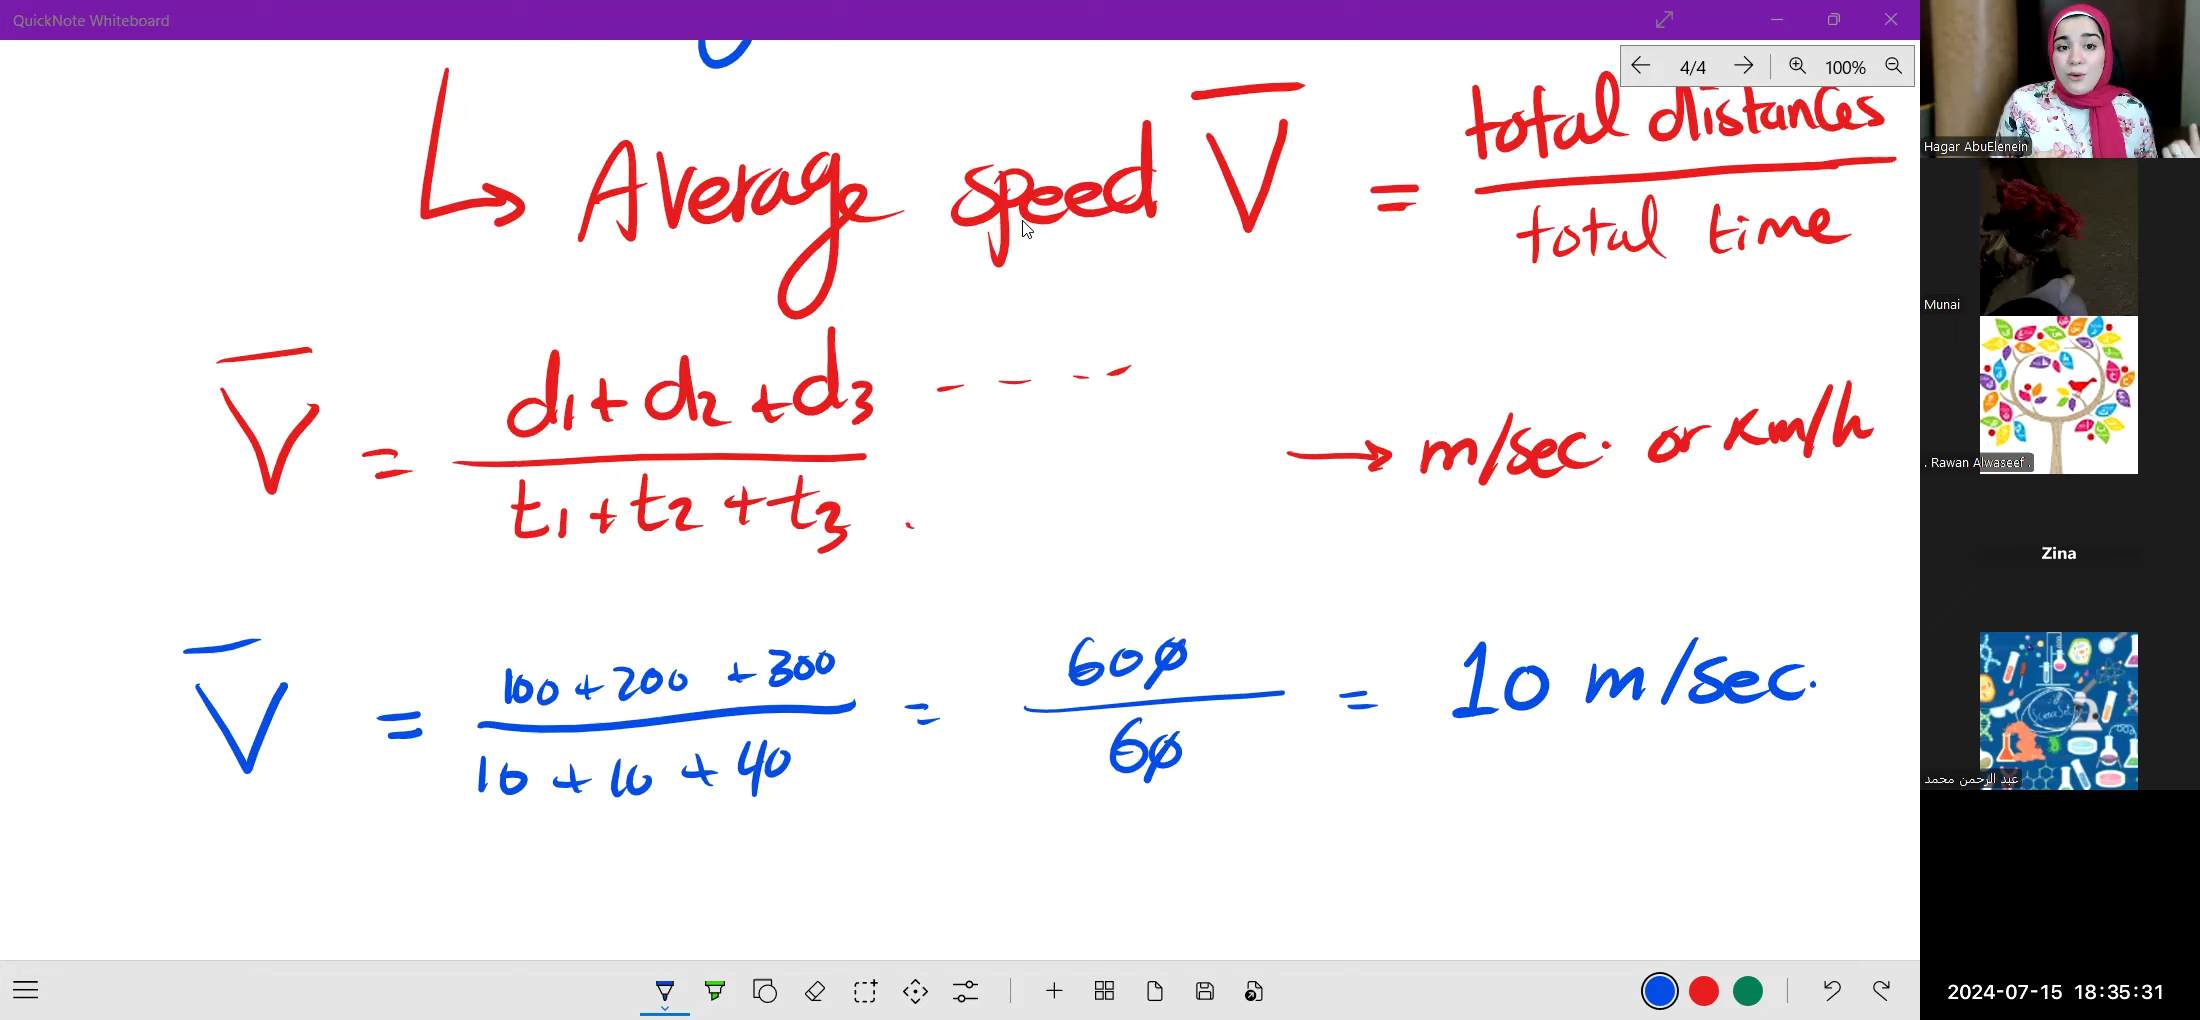 QuickNote Whiteboard
4/4 100%
Average speed V̅ = total distances / total time
V̅ = d1 + d2 + d3 ---- / t1 + t2 + t3 .
→ m/sec. or km/h
V̅ = 100 + 200 + 300 / 10 + 10 + 40 = 600 / 60 = 10 m/sec.
Hagar AbuElenein
Munai
. Rawan Alwaseef .
Zina
Science
عبد الرحمن محمد
2024-07-15 18:35:31